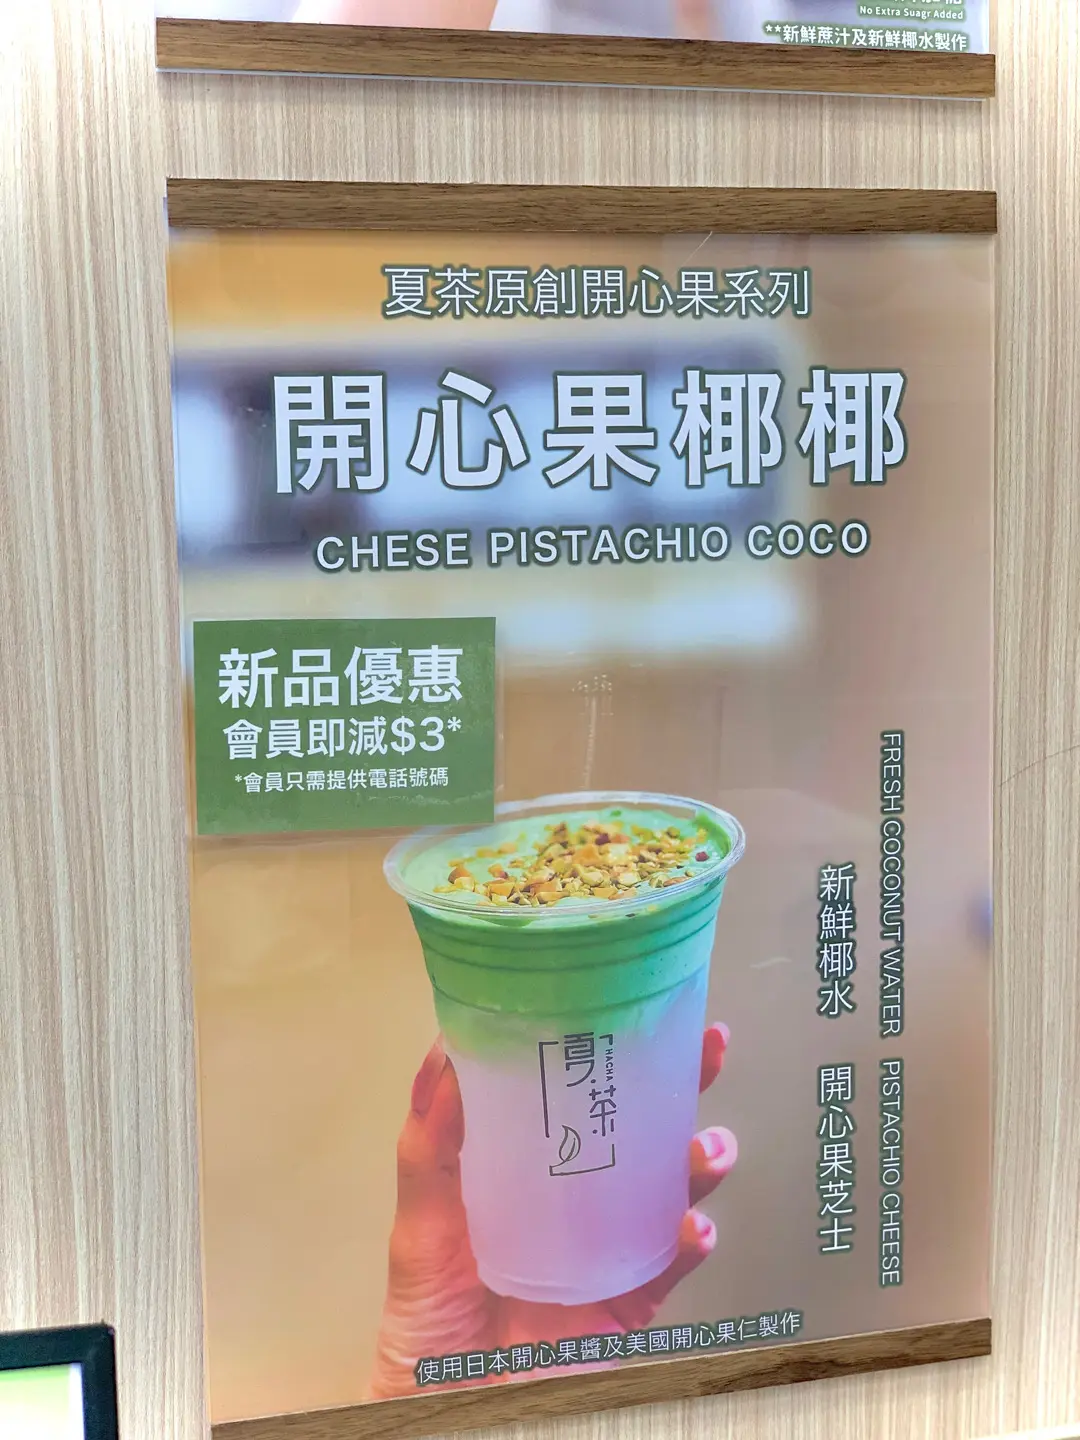 No Extra Suagr Added
**新鮮蔗汁及新鮮椰水製作
夏茶原創開心果系列
開心果椰椰
CHESE PISTACHIO COCO
新品優惠
會員即減$3*
*會員只需提供電話號碼
FRESH COCONUT WATER PISTACHIO CHEESE
新鮮椰水 開心果芝士
夏茶
HACHA
使用日本開心果醬及美國開心果仁製作